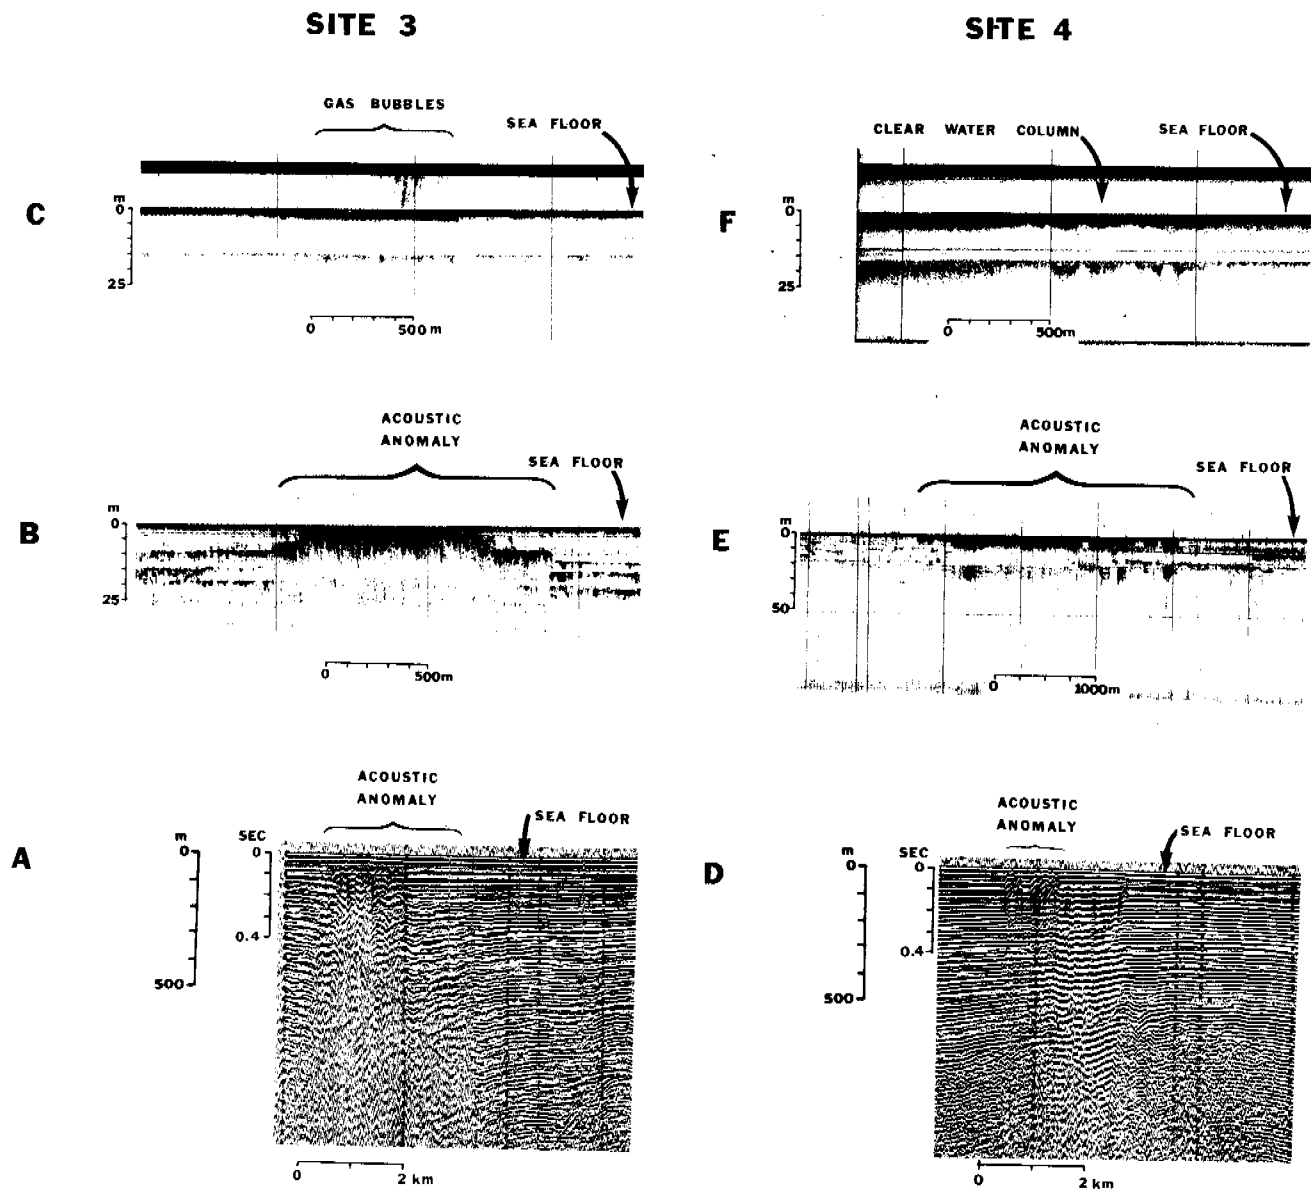 SITE 3
SITE 4
GAS BUBBLES
SEA FLOOR
CLEAR WATER COLUMN
SEA FLOOR
C
m
0
25
0 500 m
F
m
0
25
0 500m
ACOUSTIC
ANOMALY
SEA FLOOR
ACOUSTIC
ANOMALY
SEA FLOOR
B
m
0
25
0 500m
E
m
0
50
0 1000m
ACOUSTIC
ANOMALY
SEA FLOOR
ACOUSTIC
ANOMALY
SEA FLOOR
A
m
0
500
SEC
0
0.4
0 2 km
D
m
0
500
SEC
0
0.4
0 2 km